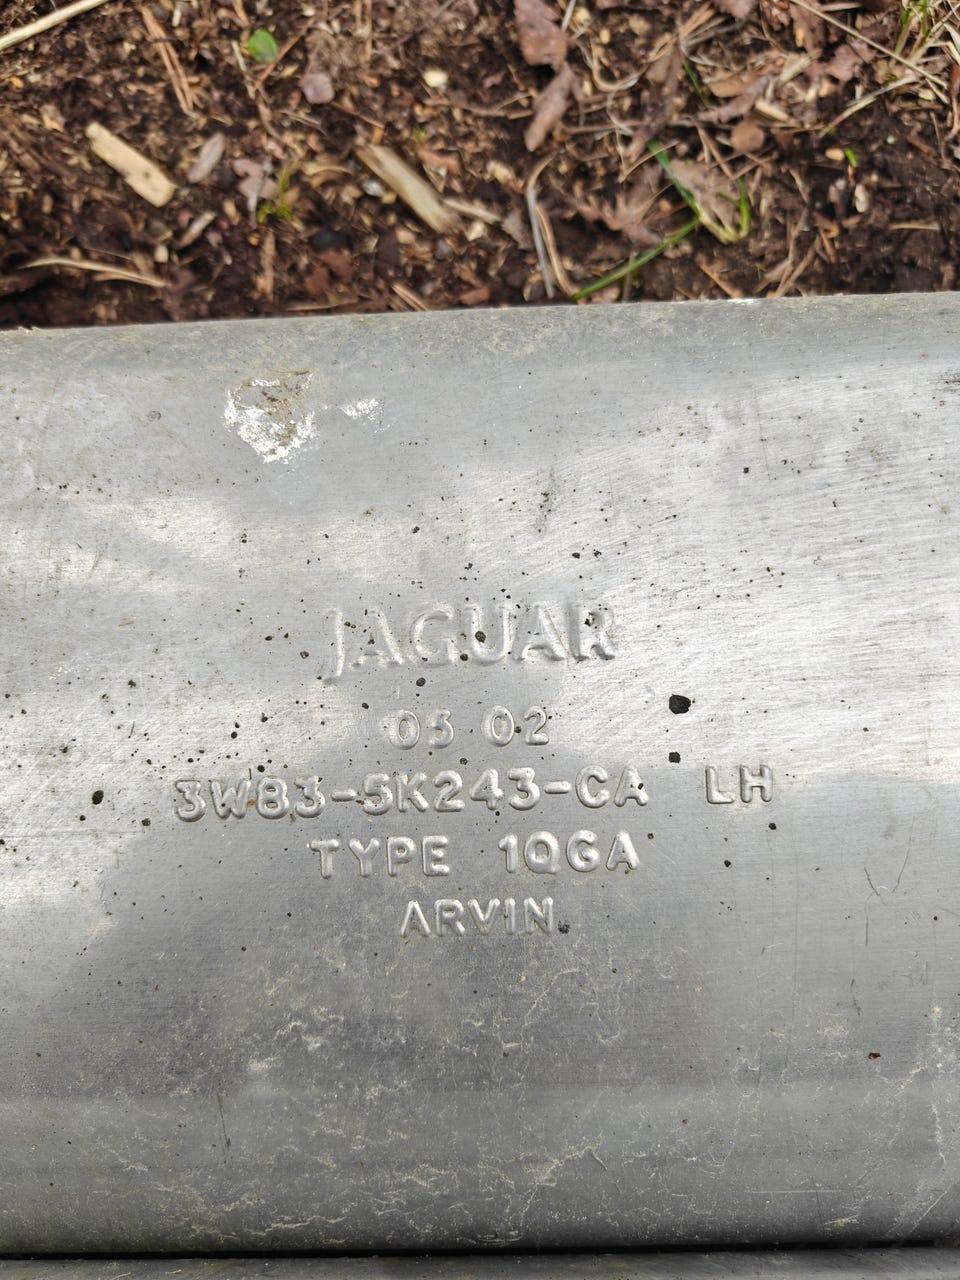 JAGUAR
05 02
3W83-5K243-CA LH
TYPE 1QGA
ARVIN